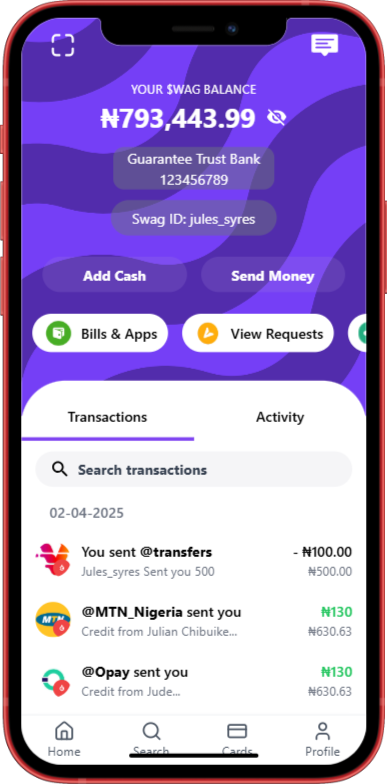 YOUR $WAG BALANCE
₦793,443.99
Guarantee Trust Bank
123456789
Swag ID: jules_syres
Add Cash
Send Money
Bills & Apps
View Requests
Transactions
Activity
Search transactions
02-04-2025
You sent @transfers - ₦100.00
Jules_syres Sent you 500 ₦500.00
MTN
@MTN_Nigeria sent you ₦130
Credit from Julian Chibuike... ₦630.63
@Opay sent you ₦130
Credit from Jude... ₦630.63
Home
Search
Cards
Profile